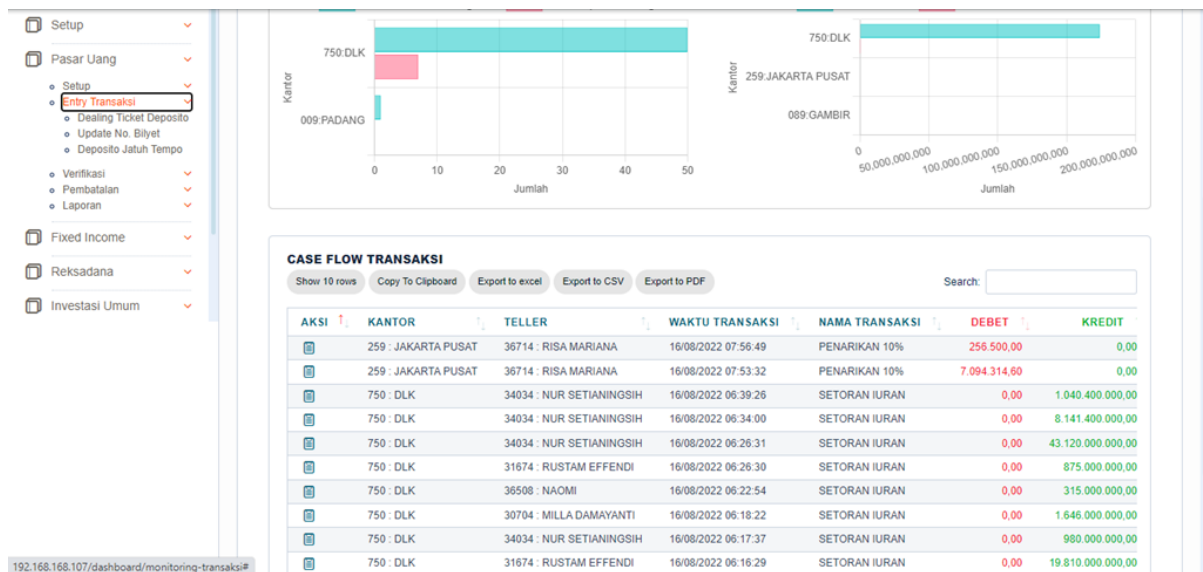 Setup
Pasar Uang
Setup
Entry Transaksi
Dealing Ticket Deposito
Update No. Bilyet
Deposito Jatuh Tempo
Verifikasi
Pembatalan
Laporan
Fixed Income
Reksadana
Investasi Umum
Kantor
750:DLK
009:PADANG
0 10 20 30 40 50
Jumlah
Kantor
750:DLK
259:JAKARTA PUSAT
089:GAMBIR
0 50,000,000,000 100,000,000,000 150,000,000,000 200,000,000,000
Jumlah
CASE FLOW TRANSAKSI
Show 10 rows Copy To Clipboard Export to excel Export to CSV Export to PDF Search:
AKSI KANTOR TELLER WAKTU TRANSAKSI NAMA TRANSAKSI DEBET KREDIT
259 : JAKARTA PUSAT 36714 : RISA MARIANA 16/08/2022 07:56:49 PENARIKAN 10% 256.500,00 0,00
259 : JAKARTA PUSAT 36714 : RISA MARIANA 16/08/2022 07:53:32 PENARIKAN 10% 7.094.314,60 0,00
750 : DLK 34034 : NUR SETIANINGSIH 16/08/2022 06:39:26 SETORAN IURAN 0,00 1.040.400.000,00
750 : DLK 34034 : NUR SETIANINGSIH 16/08/2022 06:34:00 SETORAN IURAN 0,00 8.141.400.000,00
750 : DLK 34034 : NUR SETIANINGSIH 16/08/2022 06:26:31 SETORAN IURAN 0,00 43.120.000.000,00
750 : DLK 31674 : RUSTAM EFFENDI 16/08/2022 06:26:30 SETORAN IURAN 0,00 875.000.000,00
750 : DLK 36508 : NAOMI 16/08/2022 06:22:54 SETORAN IURAN 0,00 315.000.000,00
750 : DLK 30704 : MILLA DAMAYANTI 16/08/2022 06:18:22 SETORAN IURAN 0,00 1.646.000.000,00
750 : DLK 34034 : NUR SETIANINGSIH 16/08/2022 06:17:37 SETORAN IURAN 0,00 980.000.000,00
750 : DLK 31674 : RUSTAM EFFENDI 16/08/2022 06:16:29 SETORAN IURAN 0,00 19.810.000.000,00
192.168.168.107/dashboard/monitoring-transaksi#